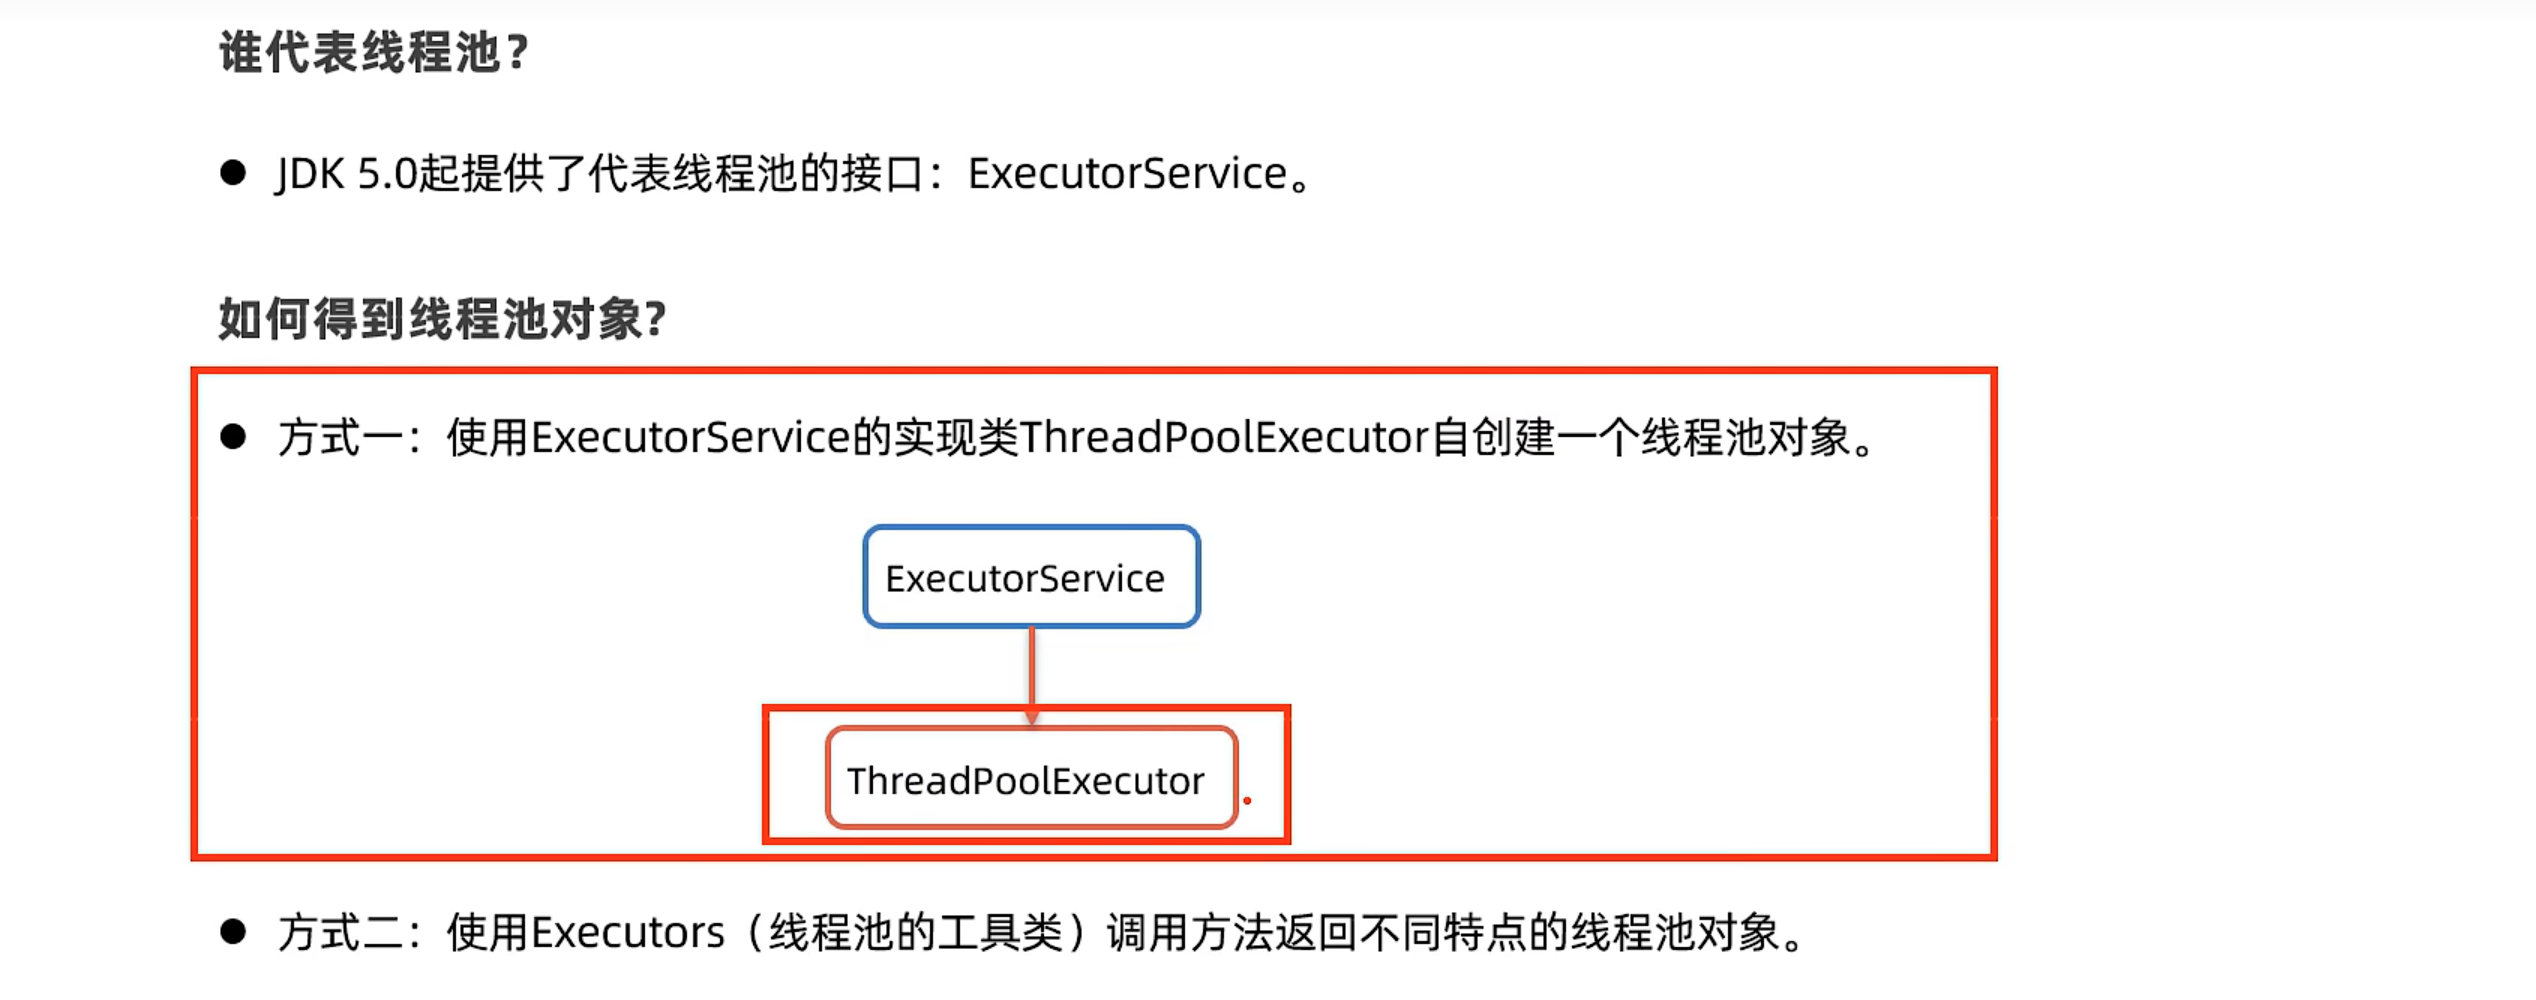 谁代表线程池？
● JDK 5.0起提供了代表线程池的接口：ExecutorService。
如何得到线程池对象?
● 方式一：使用ExecutorService的实现类ThreadPoolExecutor自创建一个线程池对象。
ExecutorService
ThreadPoolExecutor
● 方式二：使用Executors（线程池的工具类）调用方法返回不同特点的线程池对象。